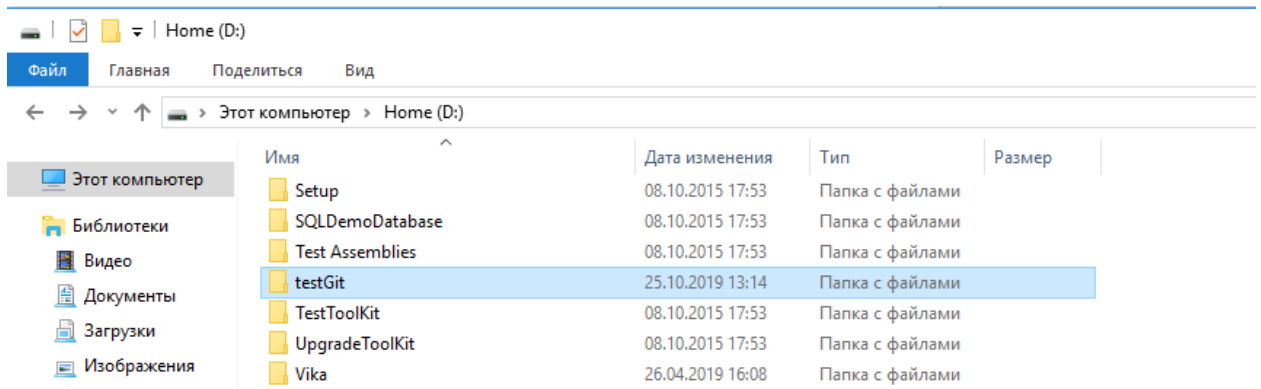 Home (D:)
Файл Главная Поделиться Вид
Этот компьютер > Home (D:)
Имя Дата изменения Тип Размер
Этот компьютер
Библиотеки
Видео
Документы
Загрузки
Изображения
Setup 08.10.2015 17:53 Папка с файлами
SQLDemoDatabase 08.10.2015 17:53 Папка с файлами
Test Assemblies 08.10.2015 17:53 Папка с файлами
testGit 25.10.2019 13:14 Папка с файлами
TestToolKit 08.10.2015 17:53 Папка с файлами
UpgradeToolKit 08.10.2015 17:53 Папка с файлами
Vika 26.04.2019 16:08 Папка с файлами